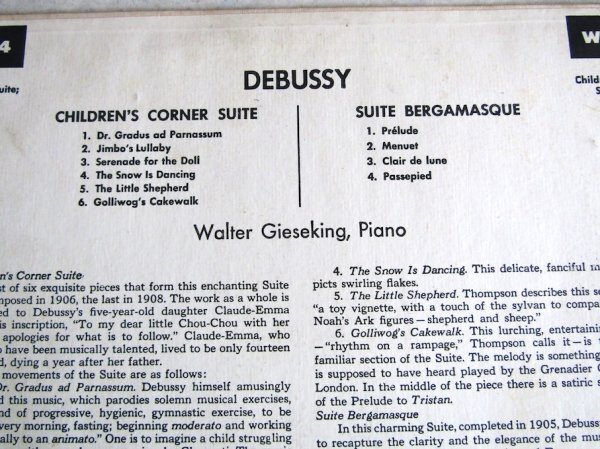 4
W
uite;
Child
S
DEBUSSY
CHILDREN'S CORNER SUITE
1. Dr. Gradus ad Parnassum
2. Jimbo's Lullaby
3. Serenade for the Doll
4. The Snow Is Dancing
5. The Little Shepherd
6. Golliwog's Cakewalk
SUITE BERGAMASQUE
1. Prélude
2. Menuet
3. Clair de lune
4. Passepied
Walter Gieseking, Piano
en's Corner Suite
st of six exquisite pieces that form this enchanting Suite
mposed in 1906, the last in 1908. The work as a whole is
ed to Debussy's five-year-old daughter Claude-Emma
is inscription, "To my dear little Chou-Chou with her
apologies for what is to follow." Claude-Emma, who
o have been musically talented, lived to be only fourteen
d, dying a year after her father.
movements of the Suite are as follows:
Dr. Gradus ad Parnassum. Debussy himself amusingly
d this music, which parodies solemn musical exercises,
nd of progressive, hygienic, gymnastic exercise, to be
very morning, fasting; beginning moderato and working
ally to an animato." One is to imagine a child struggling
4. The Snow Is Dancing. This delicate, fanciful m
picts swirling flakes.
5. The Little Shepherd. Thompson describes this se
"a toy vignette, with a touch of the sylvan to compa
Noah's Ark figures—shepherd and sheep."
6. Golliwog's Cakewalk. This lurching, entertainin
—"rhythm on a rampage," Thompson calls it—is t
familiar section of the Suite. The melody is something
is supposed to have heard played by the Grenadier G
London. In the middle of the piece there is a satiric s
of the Prelude to Tristan.
Suite Bergamasque
In this charming Suite, completed in 1905, Debuss
to recapture the clarity and the elegance of the mus